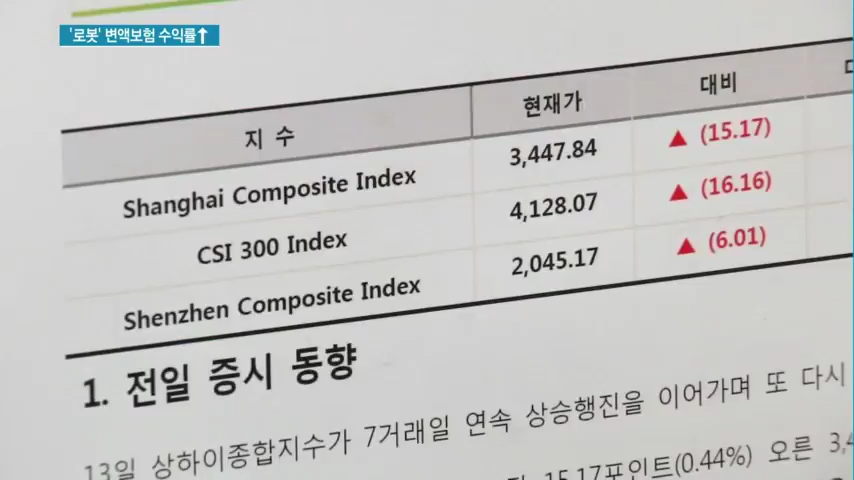 '로봇' 변액보험 수익률↑
지 수 현재가 대비
Shanghai Composite Index 3,447.84 ▲ (15.17)
CSI 300 Index 4,128.07 ▲ (16.16)
Shenzhen Composite Index 2,045.17 ▲ (6.01)
1. 전일 증시 동향
13일 상하이종합지수가 7거래일 연속 상승행진을 이어가며 또 다시
15.17포인트(0.44%) 오른